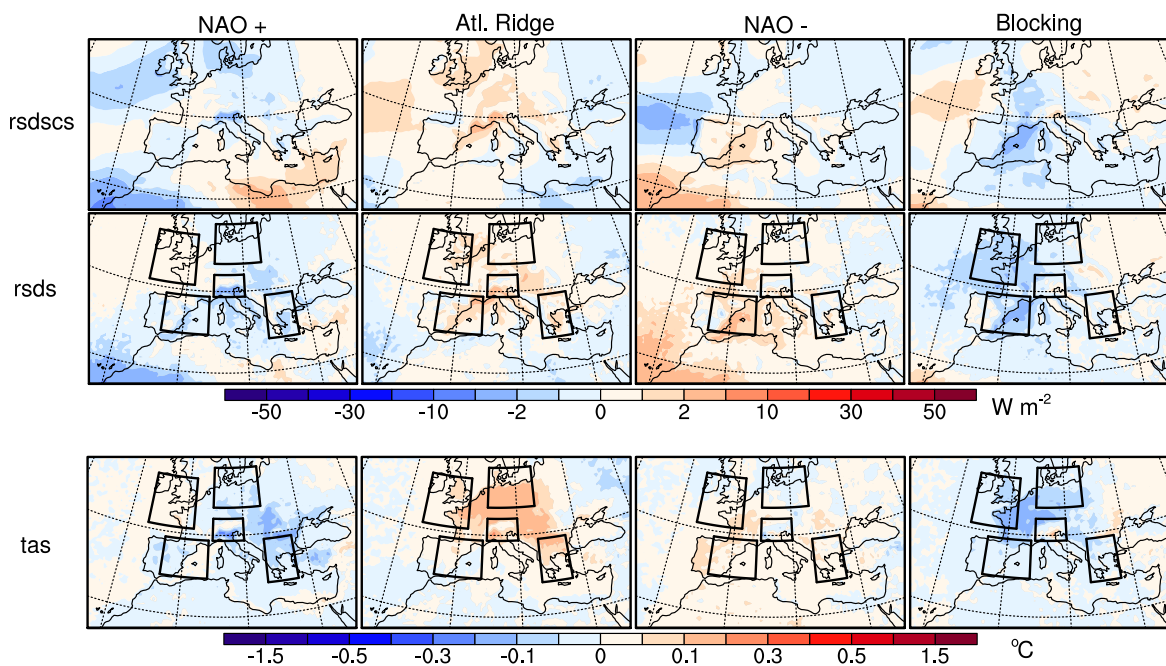 NAO + Atl. Ridge NAO - Blocking
rsdscs
rsds
-50 -30 -10 -2 0 2 10 30 50 W m⁻²
tas
-1.5 -0.5 -0.3 -0.1 0 0.1 0.3 0.5 1.5 °C